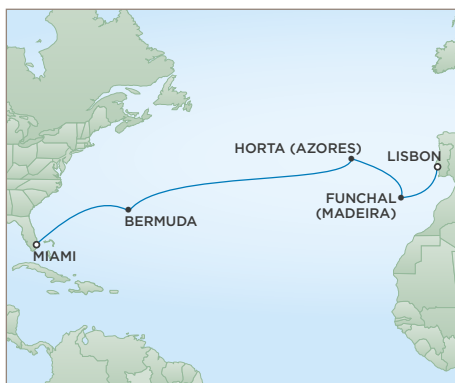 HORTA (AZORES)
LISBON
FUNCHAL
(MADEIRA)
BERMUDA
MIAMI